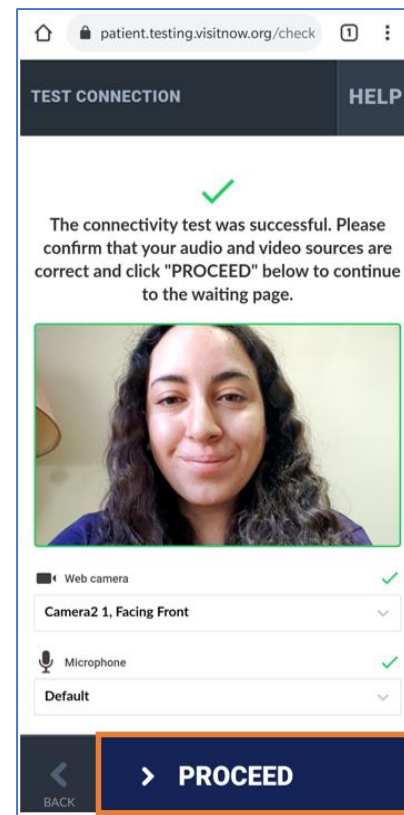 patient.testing.visitnow.org/check 1
TEST CONNECTION HELP
The connectivity test was successful. Please
confirm that your audio and video sources are
correct and click "PROCEED" below to continue
to the waiting page.
Web camera
Camera2 1, Facing Front
Microphone
Default
BACK
PROCEED